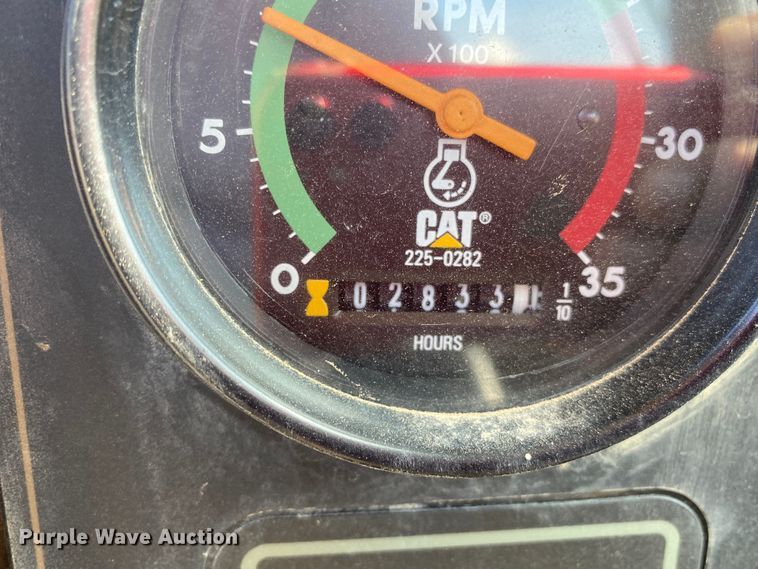 RPM
X 100
5
30
CAT®
225-0282
0
35
02833
1/10
HOURS
Purple Wave Auction®